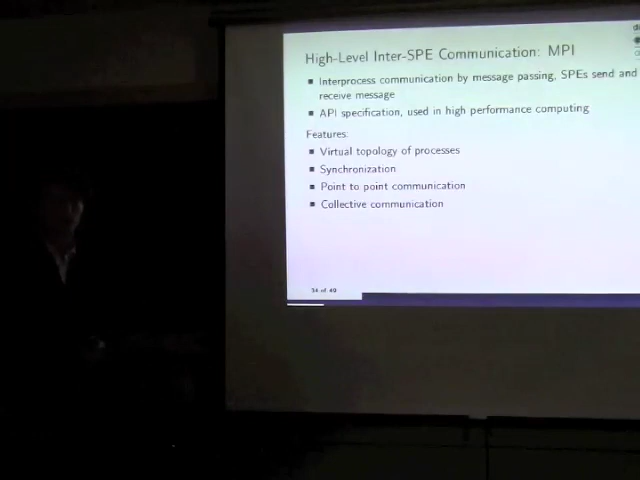 High-Level Inter-SPE Communication: MPI
Interprocess communication by message passing, SPEs send and
receive message
API specification, used in high performance computing
Features:
Virtual topology of processes
Synchronization
Point to point communication
Collective communication
34 of 40